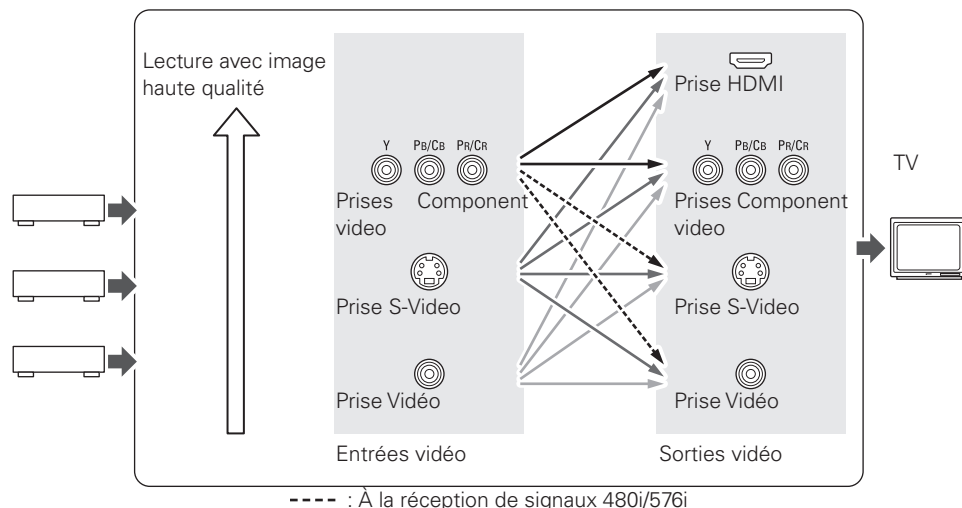 Lecture avec image
haute qualité
Y PB/CB PR/CR
Prises Component
video
Prise S-Video
Prise Vidéo
Entrées vidéo
Prise HDMI
Y PB/CB PR/CR
Prises Component
video
Prise S-Video
Prise Vidéo
Sorties vidéo
TV
: À la réception de signaux 480i/576i